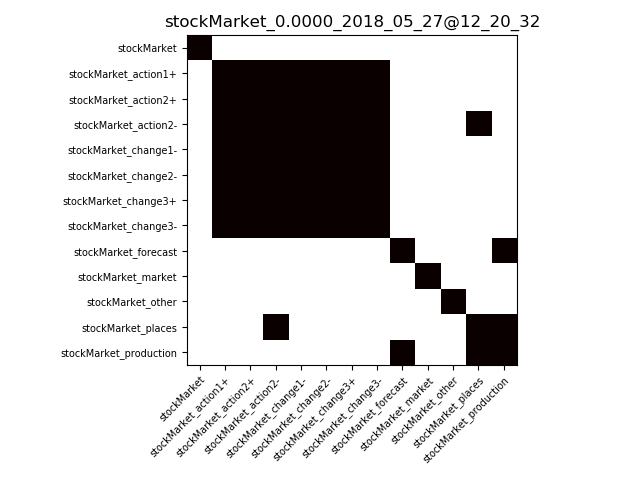 stockMarket_0.0000_2018_05_27@12_20_32
stockMarket
stockMarket_action1+
stockMarket_action2+
stockMarket_action2-
stockMarket_change1-
stockMarket_change2-
stockMarket_change3+
stockMarket_change3-
stockMarket_forecast
stockMarket_market
stockMarket_other
stockMarket_places
stockMarket_production
stockMarket
stockMarket_action1+
stockMarket_action2+
stockMarket_action2-
stockMarket_change1-
stockMarket_change2-
stockMarket_change3+
stockMarket_change3-
stockMarket_forecast
stockMarket_market
stockMarket_other
stockMarket_places
stockMarket_production